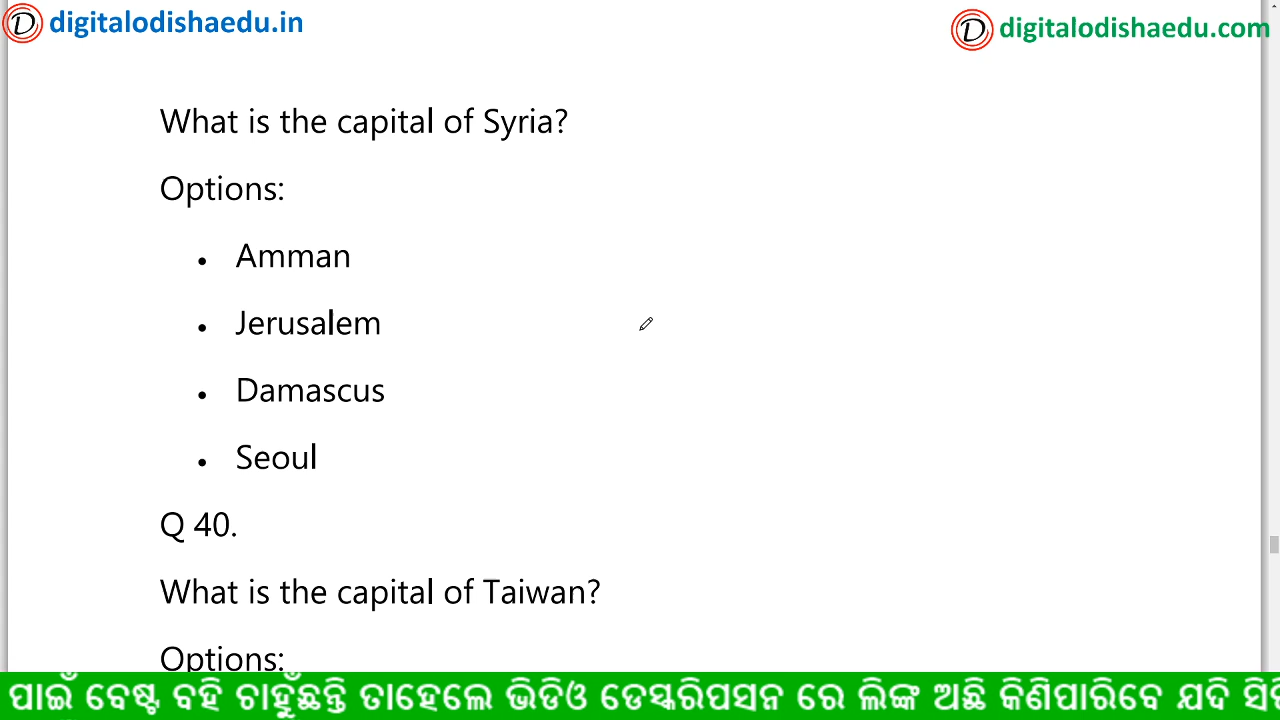 digitalodishaedu.in
digitalodishaedu.com
What is the capital of Syria?
Options:
• Amman
• Jerusalem
• Damascus
• Seoul
Q 40.
What is the capital of Taiwan?
Options:
ପାଇଁ ବେଷ୍ଟ ବହି ଚାହୁଁଛନ୍ତି ତାହେଲେ ଭିଡିଓ ଡେସ୍କରିପସନ ରେ ଲିଙ୍କ ଅଛି କିଣିପାରିବେ ଯଦି